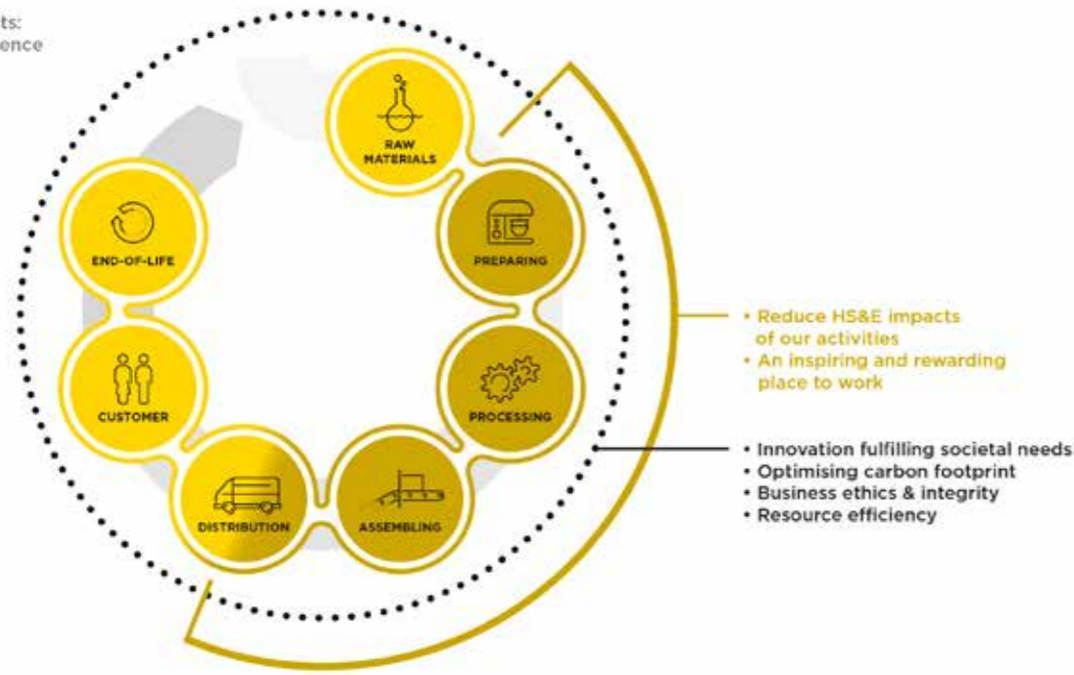 ts:
ence
RAW
MATERIALS
PREPARING
PROCESSING
ASSEMBLING
DISTRIBUTION
CUSTOMER
END-OF-LIFE
• Reduce HS&E impacts
of our activities
• An inspiring and rewarding
place to work
• Innovation fulfilling societal needs
• Optimising carbon footprint
• Business ethics & integrity
• Resource efficiency